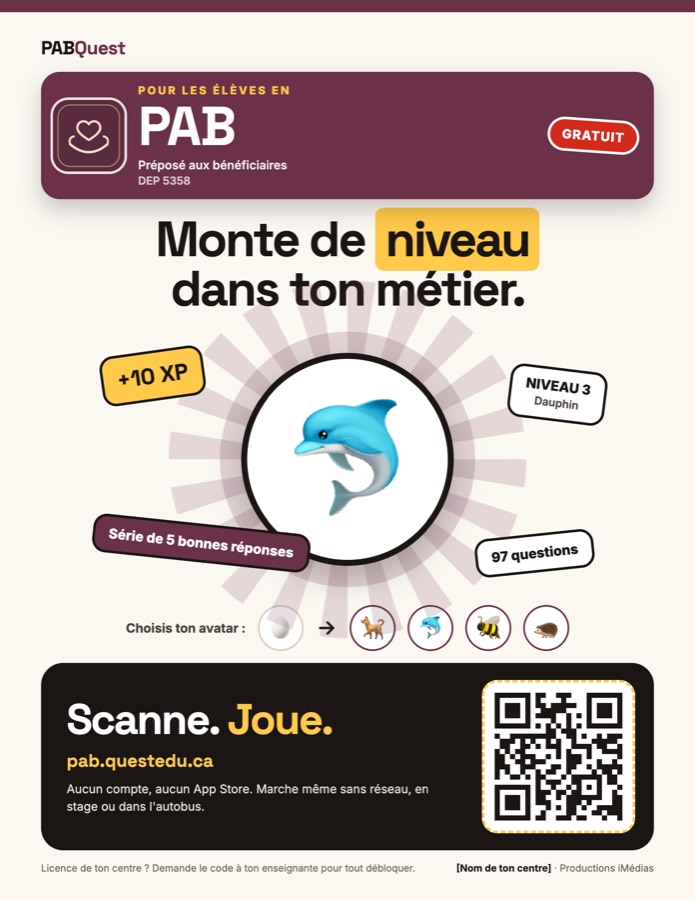 PABQuest
POUR LES ÉLÈVES EN
PAB
Préposé aux bénéficiaires
DEP 5358
GRATUIT
Monte de niveau
dans ton métier.
+10 XP
NIVEAU 3
Dauphin
Série de 5 bonnes réponses
97 questions
Choisis ton avatar :
Scanne. Joue.
pab.questedu.ca
Aucun compte, aucun App Store. Marche même sans réseau, en
stage ou dans l'autobus.
Licence de ton centre ? Demande le code à ton enseignante pour tout débloquer.
[Nom de ton centre] · Productions iMédias